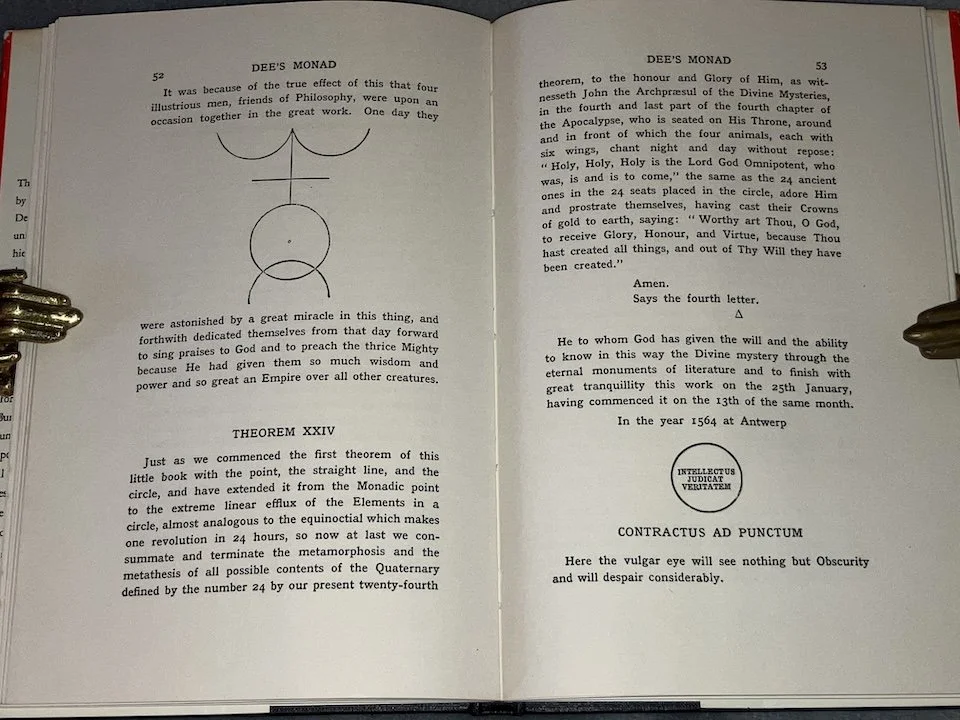 52
DEE'S MONAD
It was because of the true effect of this that four
illustrious men, friends of Philosophy, were upon an
occasion together in the great work. One day they
were astonished by a great miracle in this thing, and
forthwith dedicated themselves from that day forward
to sing praises to God and to preach the thrice Mighty
because He had given them so much wisdom and
power and so great an Empire over all other creatures.
THEOREM XXIV
Just as we commenced the first theorem of this
little book with the point, the straight line, and the
circle, and have extended it from the Monadic point
to the extreme linear efflux of the Elements in a
circle, almost analogous to the equinoctial which makes
one revolution in 24 hours, so now at last we con-
summate and terminate the metamorphosis and the
metathesis of all possible contents of the Quaternary
defined by the number 24 by our present twenty-fourth
DEE'S MONAD
53
theorem, to the honour and Glory of Him, as wit-
nesseth John the Archpræsul of the Divine Mysteries,
in the fourth and last part of the fourth chapter of
the Apocalypse, who is seated on His Throne, around
and in front of which the four animals, each with
six wings, chant night and day without repose:
" Holy, Holy, Holy is the Lord God Omnipotent, who
was, is and is to come," the same as the 24 ancient
ones in the 24 seats placed in the circle, adore Him
and prostrate themselves, having cast their Crowns
of gold to earth, saying: " Worthy art Thou, O God,
to receive Glory, Honour, and Virtue, because Thou
hast created all things, and out of Thy Will they have
been created."
Amen.
Says the fourth letter.
Δ
He to whom God has given the will and the ability
to know in this way the Divine mystery through the
eternal monuments of literature and to finish with
great tranquillity this work on the 25th January,
having commenced it on the 13th of the same month.
In the year 1564 at Antwerp
INTELLECTUS
JUDICAT
VERITATEM
CONTRACTUS AD PUNCTUM
Here the vulgar eye will see nothing but Obscurity
and will despair considerably.